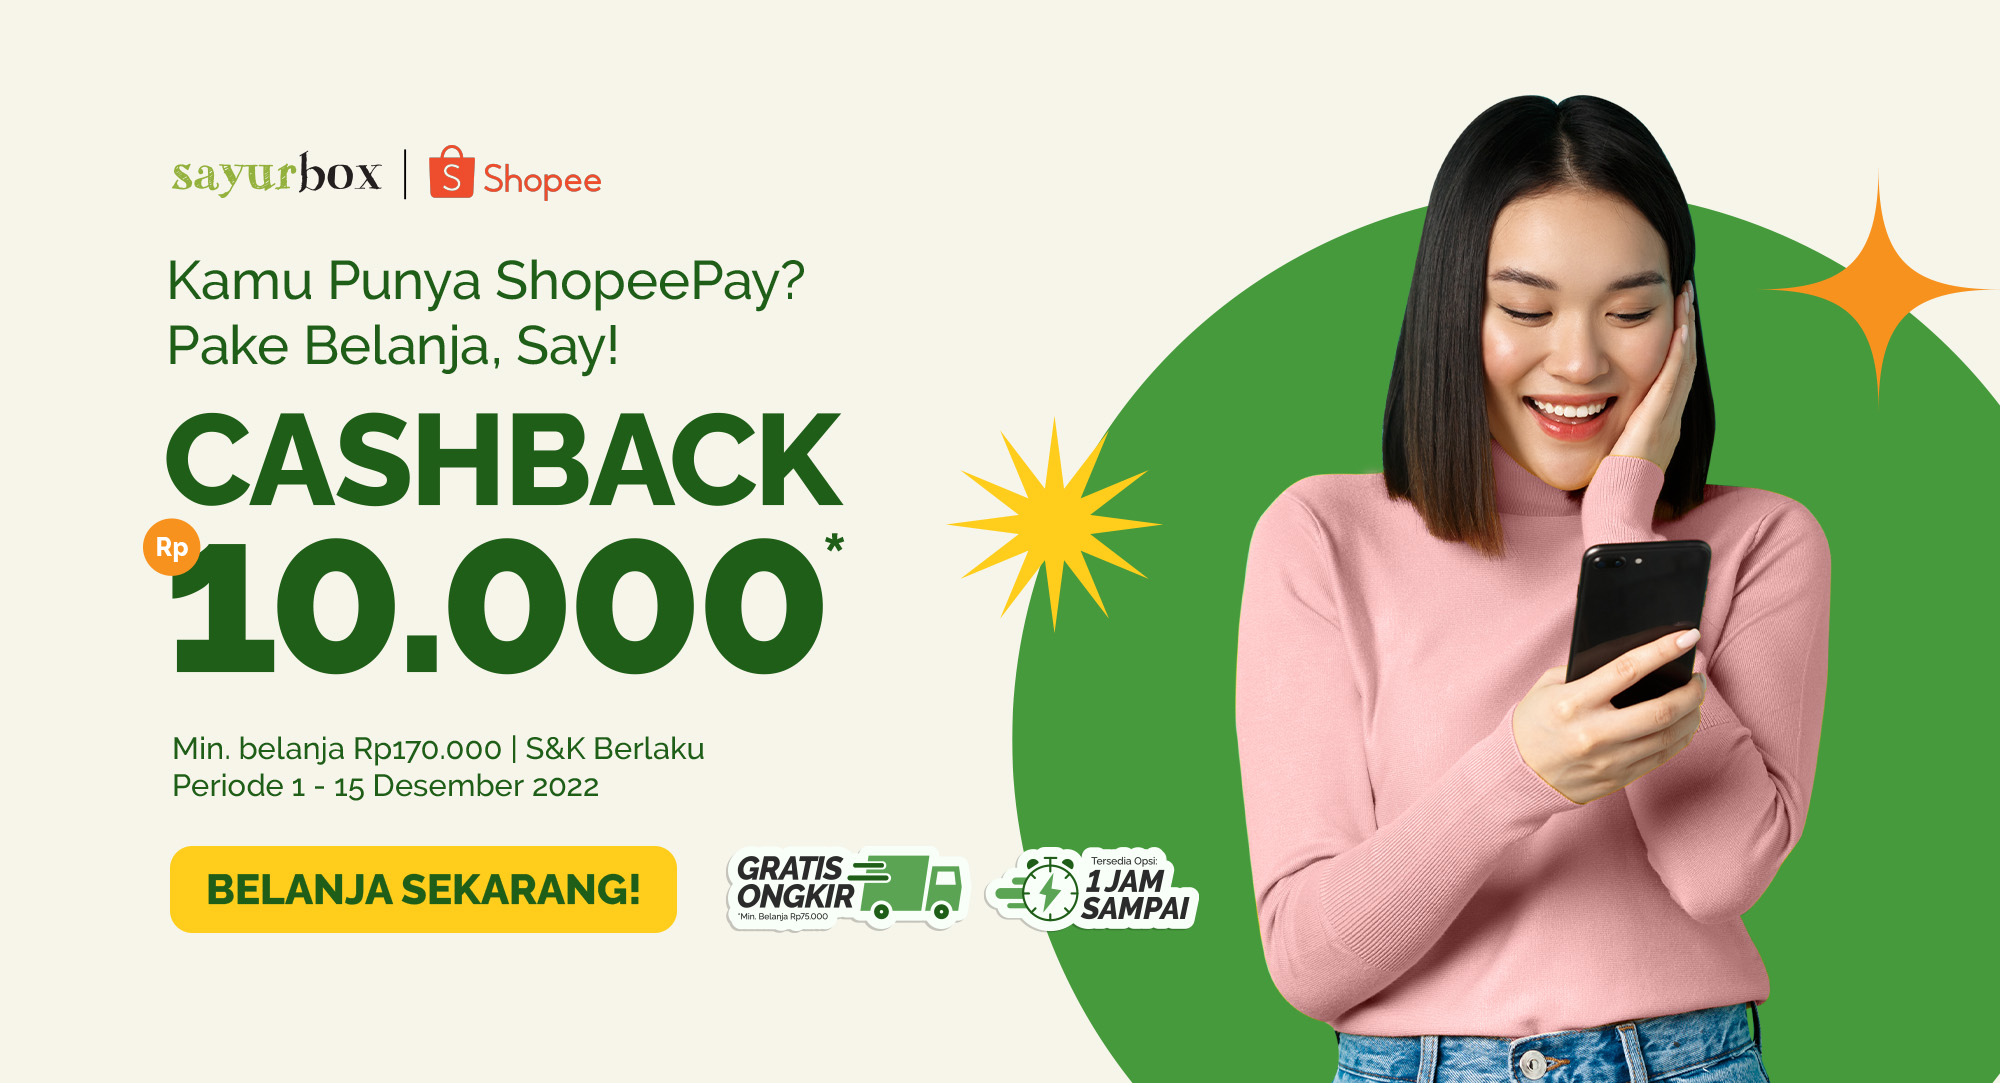 sayurbox | S Shopee
Kamu Punya ShopeePay?
Pake Belanja, Say!
CASHBACK
Rp 10.000*
Min. belanja Rp170.000 | S&K Berlaku
Periode 1 - 15 Desember 2022
BELANJA SEKARANG!
GRATIS
ONGKIR
*Min. Belanja Rp75.000
Tersedia Opsi:
1 JAM
SAMPAI